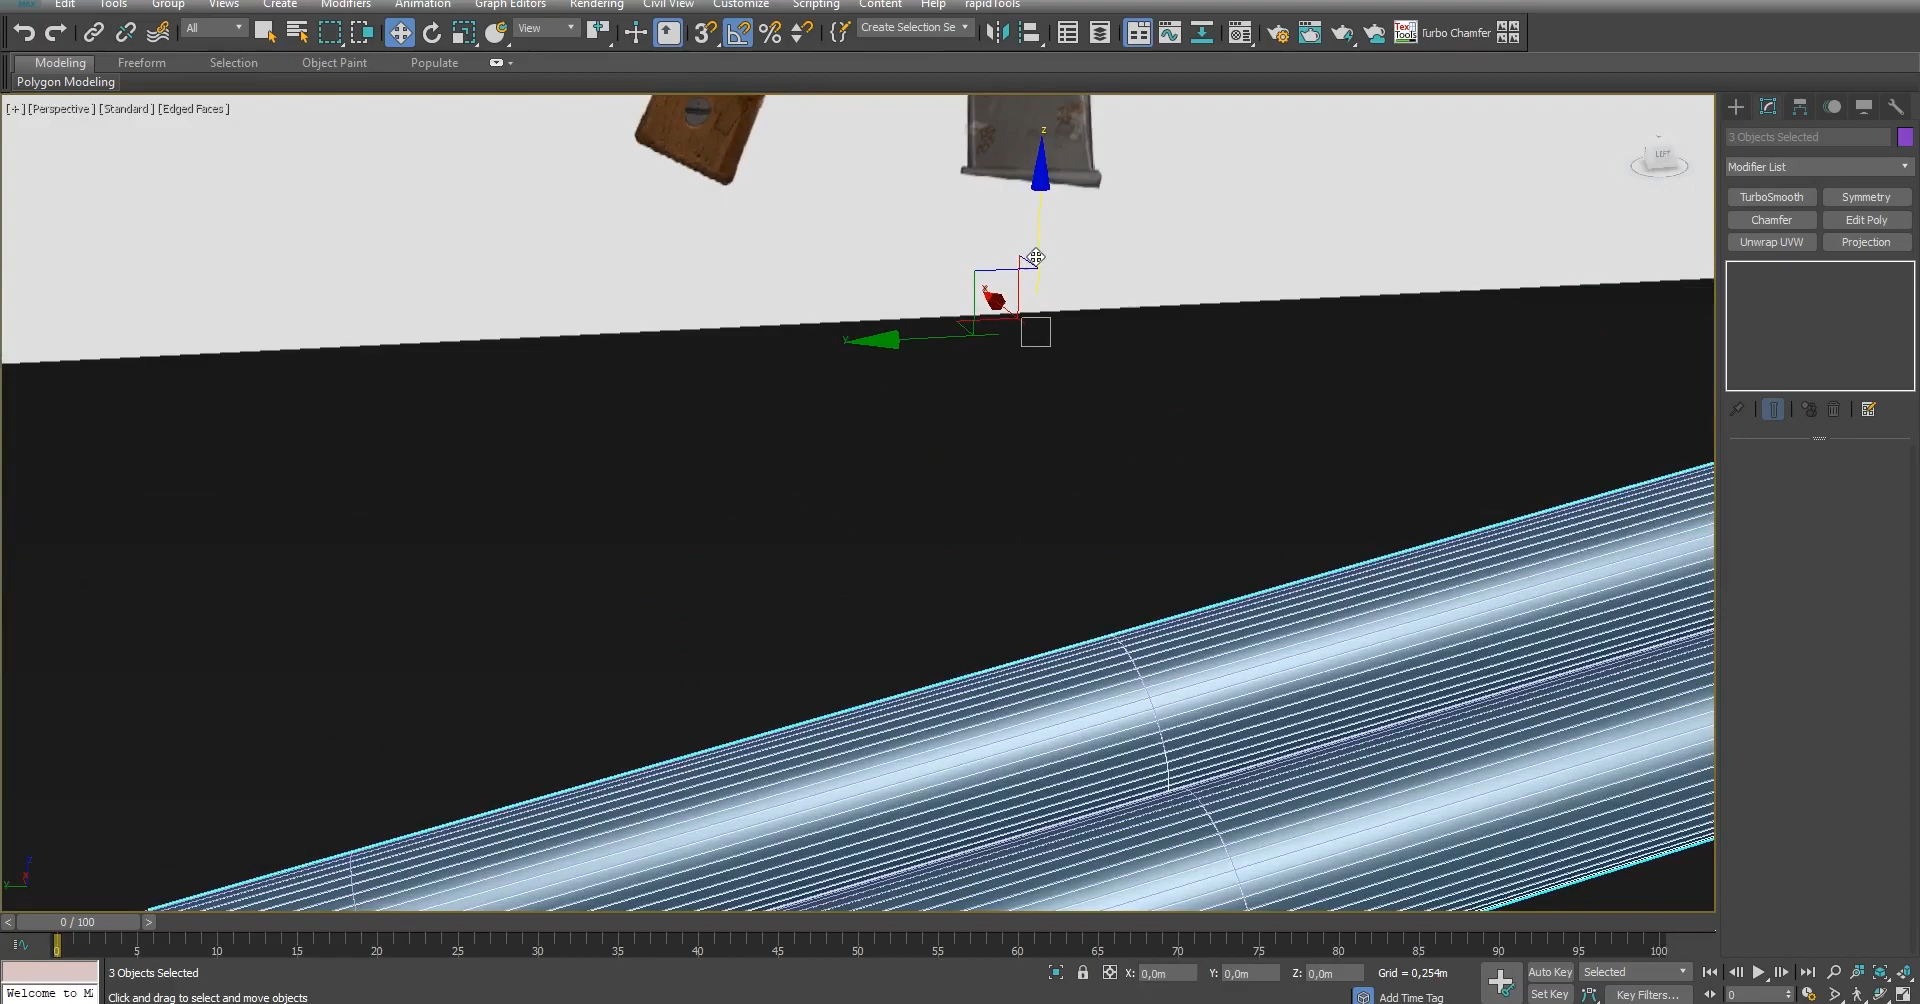 Edit Tools Group Views Create Modifiers Animation Graph Editors Rendering Civil View Customize Scripting Content Help rapidTools
All View 3 Create Selection Se Tex Tools Turbo Chamfer
Modeling Freeform Selection Object Paint Populate
Polygon Modeling
[+] [Perspective] [Standard] [Edged Faces]
z
x
y
LEFT
3 Objects Selected
Modifier List
TurboSmooth Symmetry
Chamfer Edit Poly
Unwrap UVW Projection
z
x
y
< 0 / 100 >
0 5 10 15 20 25 30 35 40 45 50 55 60 65 70 75 80 85 90 95 100
3 Objects Selected X: 0,0m Y: 0,0m Z: 0,0m Grid = 0,254m Auto Key Selected
Welcome to M Click and drag to select and move objects Add Time Tag Set Key Key Filters... 0